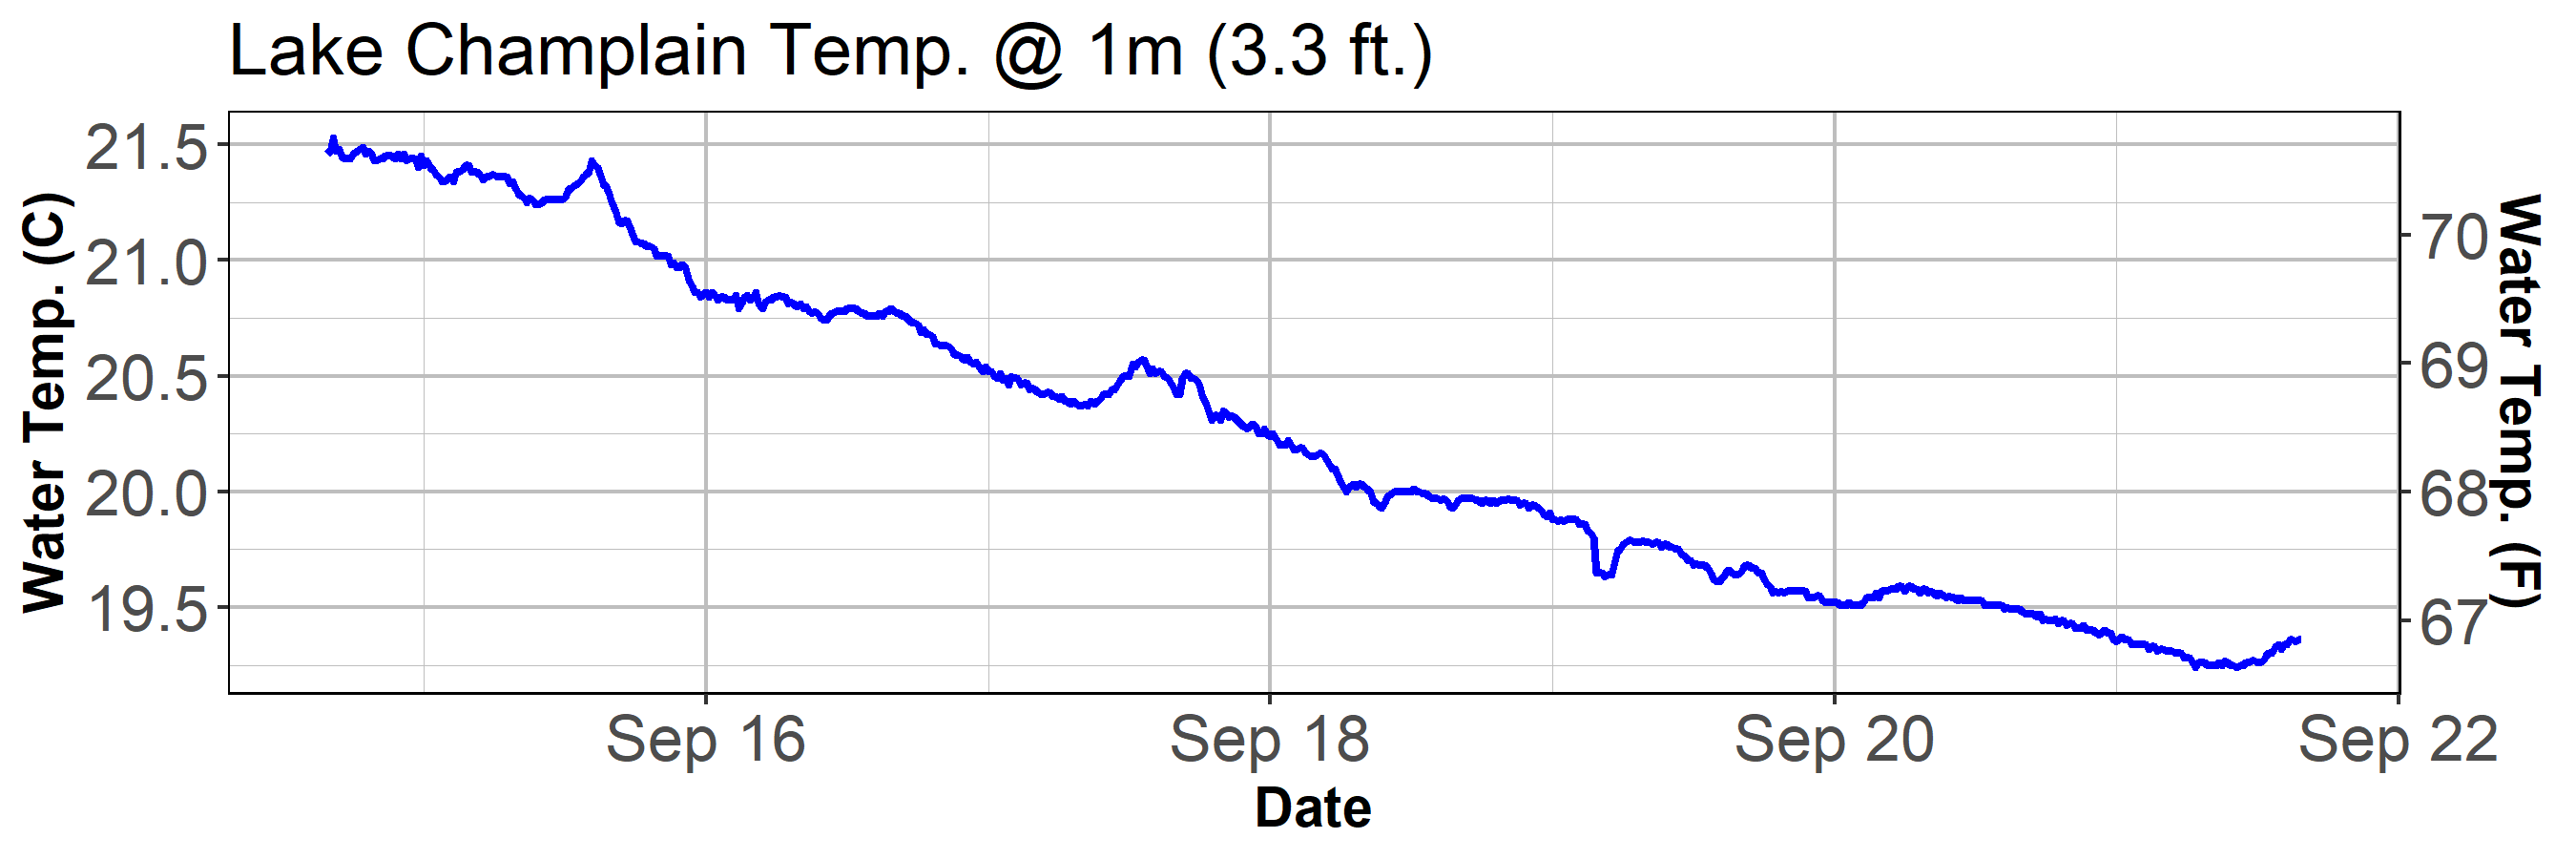 Lake Champlain Temp. @ 1m (3.3 ft.)
Water Temp. (C)
21.5
21.0
20.5
20.0
19.5
70
69
68
67
Water Temp. (F)
Sep 16 Sep 18 Sep 20 Sep 22
Date